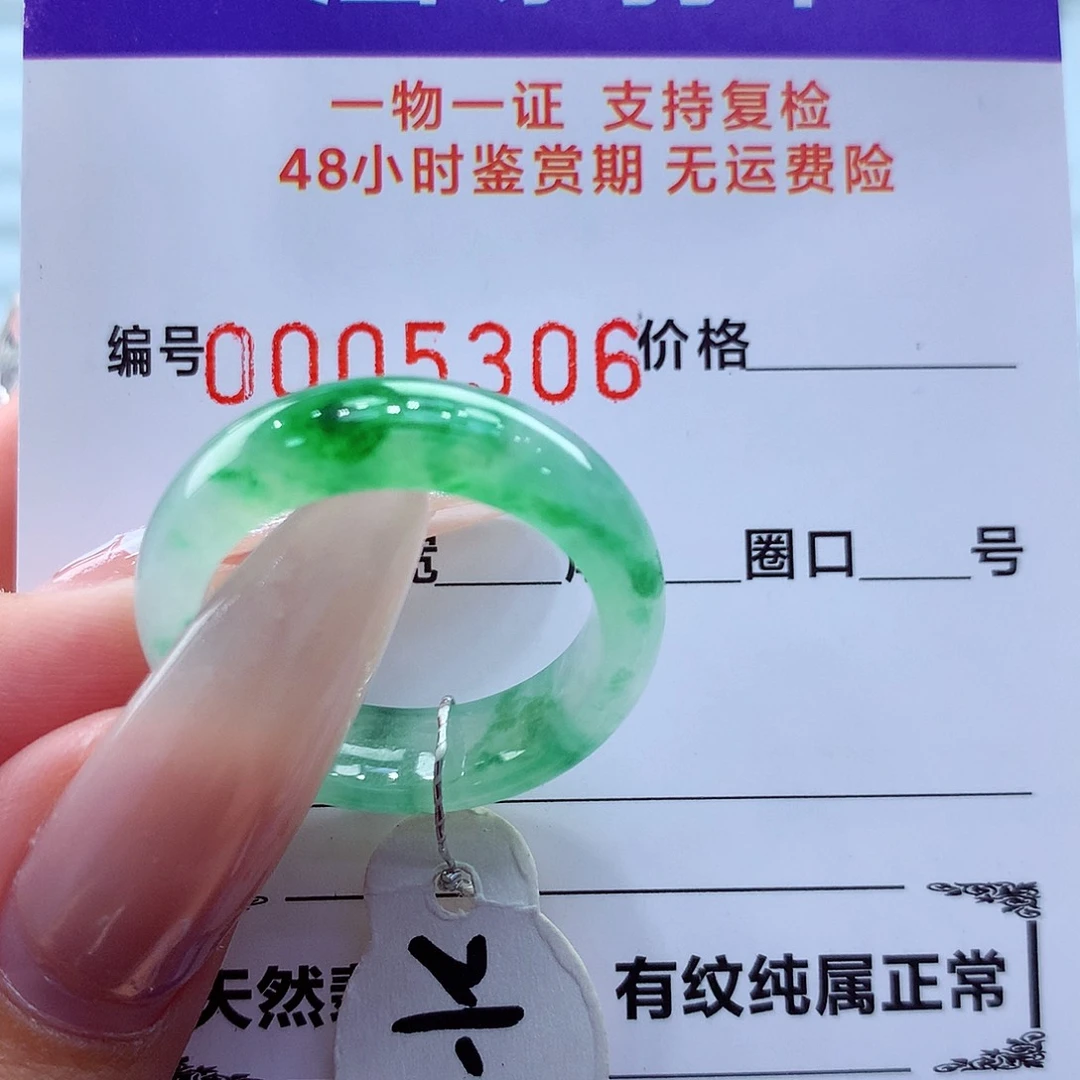 一物一证 支持复检
48小时鉴赏期 无运费险
编号0005306价格
宽 圈口 号
天然 有纹纯属正常